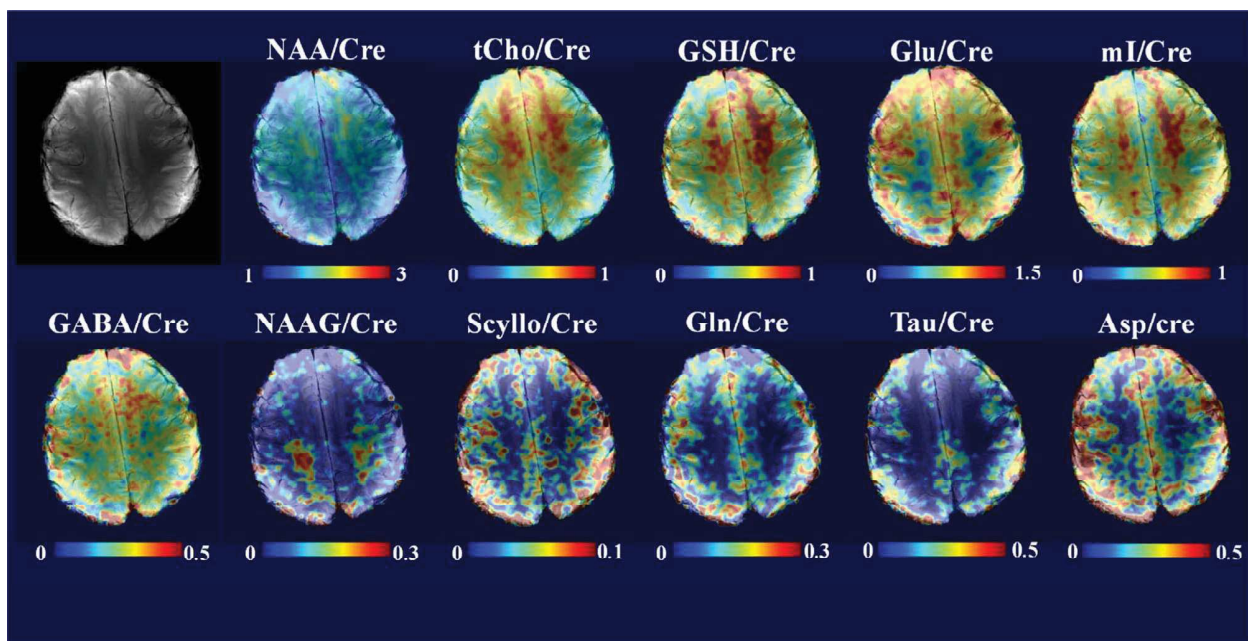 NAA/Cre tCho/Cre GSH/Cre Glu/Cre mI/Cre
1 3 0 1 0 1 0 1.5 0 1
GABA/Cre NAAG/Cre Scyllo/Cre Gln/Cre Tau/Cre Asp/cre
0 0.5 0 0.3 0 0.1 0 0.3 0 0.5 0 0.5